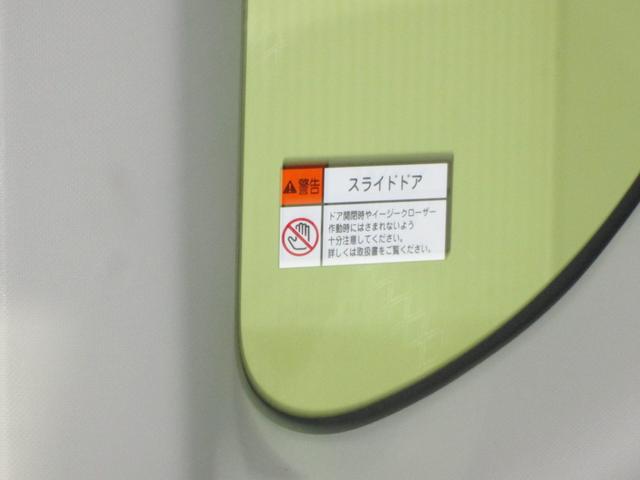 警告 スライドドア
ドア開閉時やイージークローザー
作動時にはさまれないよう
十分注意してください。
詳しくは取扱書をご覧ください。